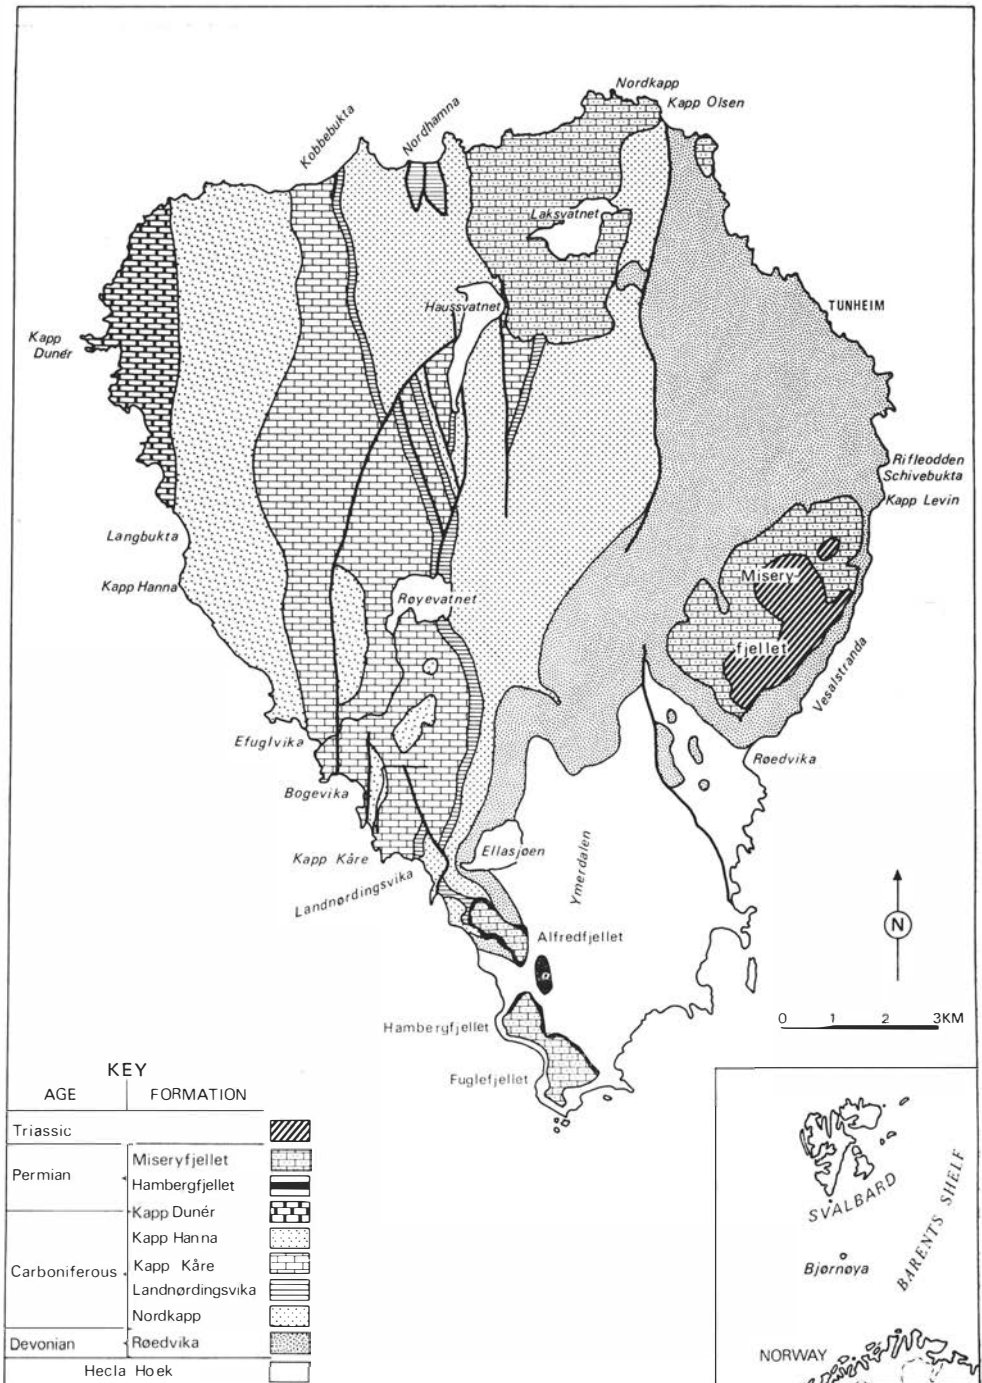 Nordkapp
Kapp Olsen
Kobbebukta
Nordhamna
Laksvatnet
Haussvatnet
TUNHEIM
Kapp
Dunér
Rifleodden
Schivebukta
Kapp Levin
Langbukta
Kapp Hanna
Røyevatnet
Misery-
fjellet
Vesalstranda
Efuglvika
Røedvika
Bogevika
Kapp Kåre
Ellasjøen
Ymerdalen
Landnørdingsvika
Alfredfjellet
N
Hambergfjellet
0 1 2 3KM
Fuglefjellet
KEY
AGE FORMATION
Triassic
Permian
Miseryfjellet
Hambergfjellet
Kapp Dunér
Carboniferous
Kapp Hanna
Kapp Kåre
Landnørdingsvika
Nordkapp
Devonian Røedvika
Hecla Hoek
SVALBARD
Bjørnøya
BARENTS SHELF
NORWAY